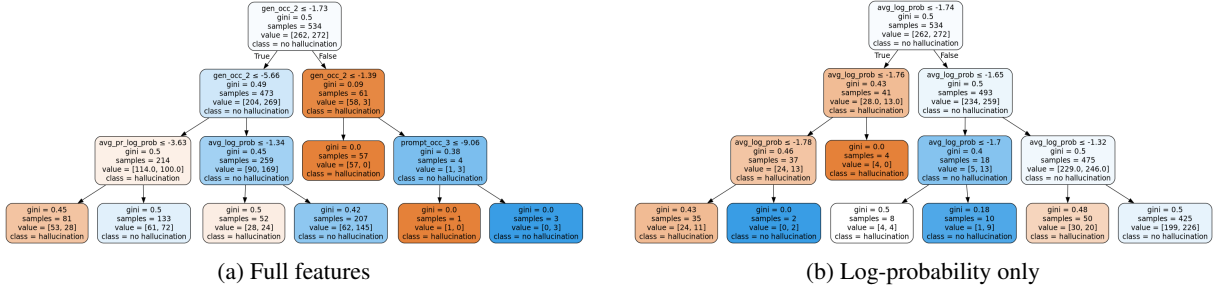 gen_occ_2 ≤ -1.73
gini = 0.5
samples = 534
value = [262, 272]
class = no hallucination
True
False
gen_occ_2 ≤ -5.66
gini = 0.49
samples = 473
value = [204, 269]
class = no hallucination
gen_occ_2 ≤ -1.39
gini = 0.09
samples = 61
value = [58, 3]
class = hallucination
avg_pr_log_prob ≤ -3.63
gini = 0.5
samples = 214
value = [114.0, 100.0]
class = hallucination
avg_log_prob ≤ -1.34
gini = 0.45
samples = 259
value = [90, 169]
class = no hallucination
gini = 0.0
samples = 57
value = [57, 0]
class = hallucination
prompt_occ_3 ≤ -9.06
gini = 0.38
samples = 4
value = [1, 3]
class = no hallucination
gini = 0.45
samples = 81
value = [53, 28]
class = hallucination
gini = 0.5
samples = 133
value = [61, 72]
class = no hallucination
gini = 0.5
samples = 52
value = [28, 24]
class = hallucination
gini = 0.42
samples = 207
value = [62, 145]
class = no hallucination
gini = 0.0
samples = 1
value = [1, 0]
class = hallucination
gini = 0.0
samples = 3
value = [0, 3]
class = no hallucination
(a) Full features
avg_log_prob ≤ -1.74
gini = 0.5
samples = 534
value = [262, 272]
class = no hallucination
True
False
avg_log_prob ≤ -1.76
gini = 0.43
samples = 41
value = [28.0, 13.0]
class = hallucination
avg_log_prob ≤ -1.65
gini = 0.5
samples = 493
value = [234, 259]
class = no hallucination
avg_log_prob ≤ -1.78
gini = 0.46
samples = 37
value = [24, 13]
class = hallucination
gini = 0.0
samples = 4
value = [4, 0]
class = hallucination
avg_log_prob ≤ -1.7
gini = 0.4
samples = 18
value = [5, 13]
class = no hallucination
avg_log_prob ≤ -1.32
gini = 0.5
samples = 475
value = [229.0, 246.0]
class = no hallucination
gini = 0.43
samples = 35
value = [24, 11]
class = hallucination
gini = 0.0
samples = 2
value = [0, 2]
class = no hallucination
gini = 0.5
samples = 8
value = [4, 4]
class = hallucination
gini = 0.18
samples = 10
value = [1, 9]
class = no hallucination
gini = 0.48
samples = 50
value = [30, 20]
class = hallucination
gini = 0.5
samples = 425
value = [199, 226]
class = no hallucination
(b) Log-probability only